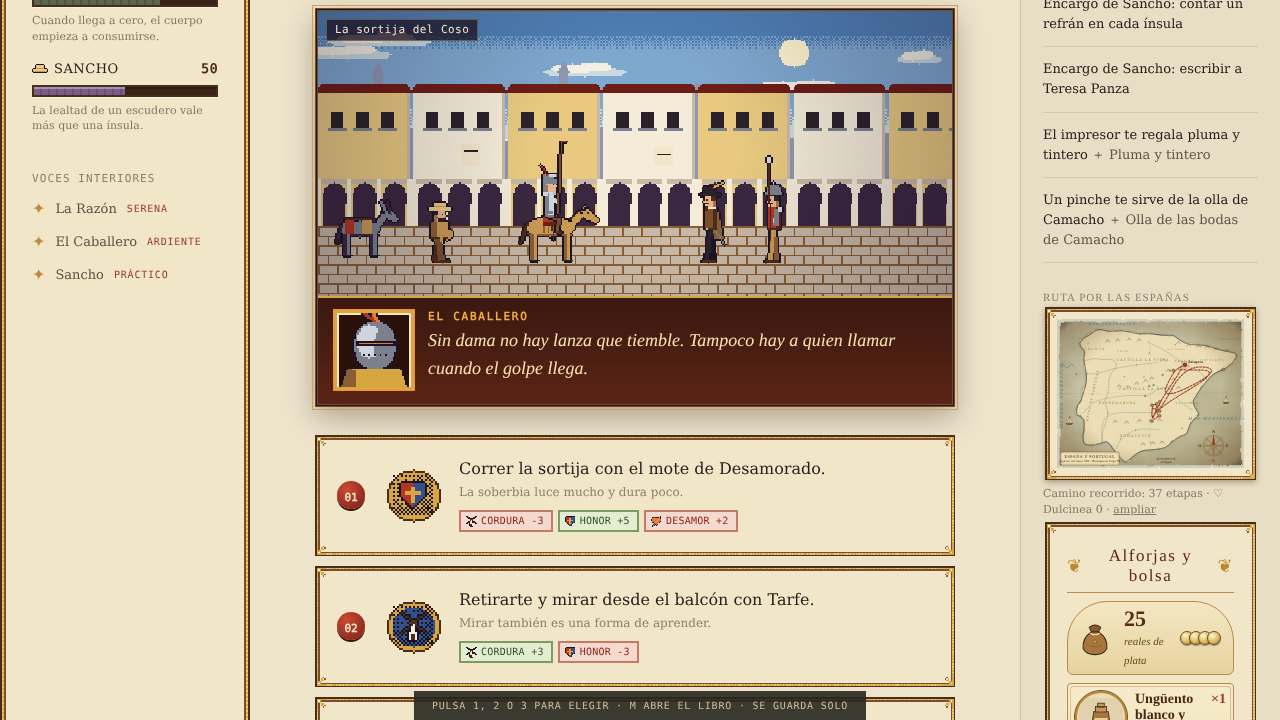 Cuando llega a cero, el cuerpo
empieza a consumirse.
SANCHO 50
La lealtad de un escudero vale
más que una ínsula.
VOCES INTERIORES
La Razón SERENA
El Caballero ARDIENTE
Sancho PRÁCTICO
La sortija del Coso
EL CABALLERO
Sin dama no hay lanza que tiemble. Tampoco hay a quien llamar
cuando el golpe llega.
01
Correr la sortija con el mote de Desamorado.
La soberbia luce mucho y dura poco.
CORDURA -3 HONOR +5 DESAMOR +2
02
Retirarte y mirar desde el balcón con Tarfe.
Mirar también es una forma de aprender.
CORDURA +3 HONOR -3
PULSA 1, 2 O 3 PARA ELEGIR · M ABRE EL LIBRO · SE GUARDA SOLO
Encargo de Sancho: contar un
refrán en cada ínsula
Encargo de Sancho: escribir a
Teresa Panza
El impresor te regala pluma y
tintero + Pluma y tintero
Un pinche te sirve de la olla de
Camacho + Olla de las bodas
de Camacho
RUTA POR LAS ESPAÑAS
ESPAÑA Y PORTUGAL
Camino recorrido: 37 etapas · ♡
Dulcinea 0 · ampliar
Alforjas y
bolsa
25
reales de
plata
Ungüento ×1
blanco y